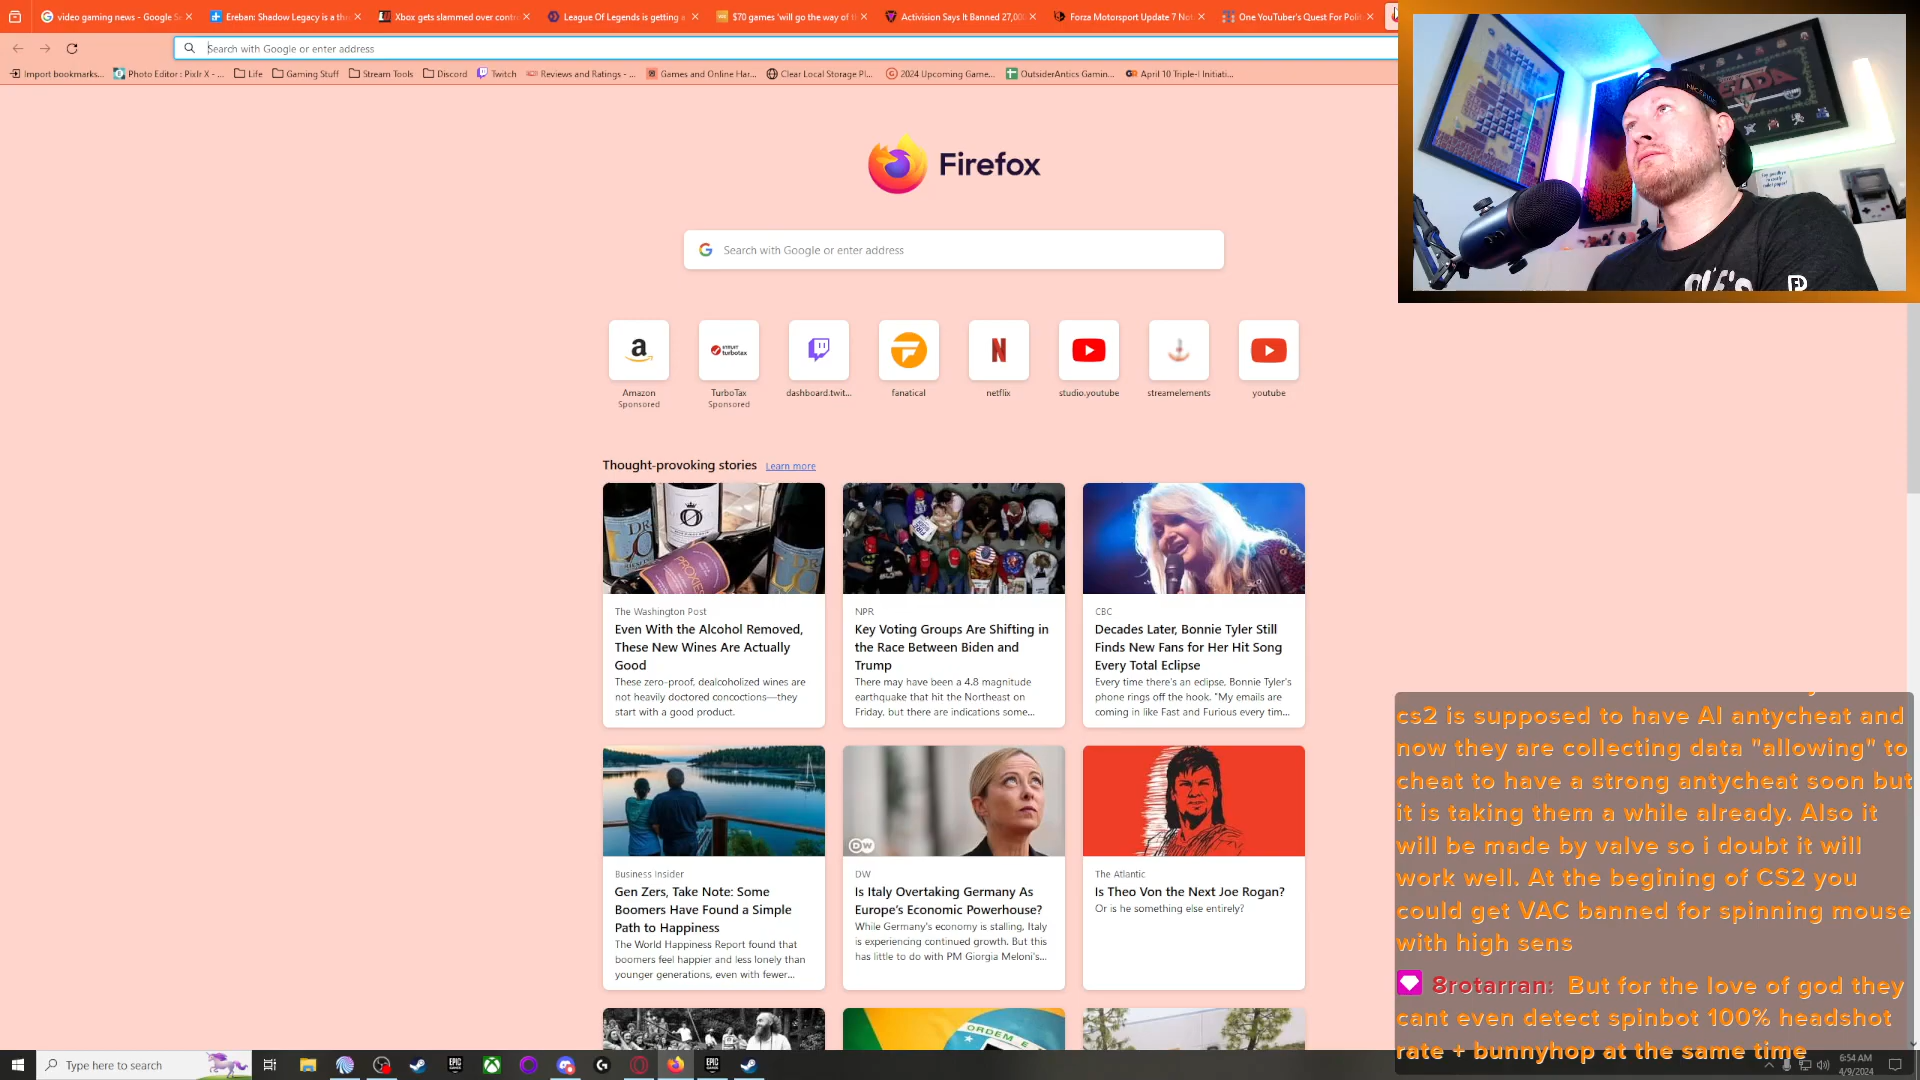 video gaming news - Google Se
Ereban: Shadow Legacy is a thr
Xbox gets slammed over contr
League Of Legends is getting a
$70 games 'will go the way of t
Activision Says It Banned 27,00
Forza Motorsport Update 7 Not
One YouTuber's Quest For Polit
Search with Google or enter address
Import bookmarks...
Photo Editor : Pixlr X - ...
Life
Gaming Stuff
Stream Tools
Discord
Twitch
Reviews and Ratings - ...
Games and Online Har...
Clear Local Storage Pl...
2024 Upcoming Game...
OutsiderAntics Gamin...
April 10 Triple-I Initiati...
Firefox
Search with Google or enter address
intuit turbotax
Amazon
Sponsored
TurboTax
Sponsored
dashboard.twit...
fanatical
netflix
studio.youtube
streamelements
youtube
Thought-provoking stories Learn more
The Washington Post
Even With the Alcohol Removed,
These New Wines Are Actually
Good
These zero-proof, dealcoholized wines are
not heavily doctored concoctions—they
start with a good product.
NPR
Key Voting Groups Are Shifting in
the Race Between Biden and
Trump
There may have been a 4.8 magnitude
earthquake that hit the Northeast on
Friday, but there are indications some...
CBC
Decades Later, Bonnie Tyler Still
Finds New Fans for Her Hit Song
Every Total Eclipse
Every time there's an eclipse, Bonnie Tyler's
phone rings off the hook. "My emails are
coming in like Fast and Furious every tim...
DW
Business Insider
Gen Zers, Take Note: Some
Boomers Have Found a Simple
Path to Happiness
The World Happiness Report found that
boomers feel happier and less lonely than
younger generations, even with fewer...
DW
Is Italy Overtaking Germany As
Europe's Economic Powerhouse?
While Germany's economy is stalling, Italy
is experiencing continued growth. But this
has little to do with PM Giorgia Meloni's...
The Atlantic
Is Theo Von the Next Joe Rogan?
Or is he something else entirely?
ORDEM E
cs2 is supposed to have AI antycheat and
now they are collecting data "allowing" to
cheat to have a strong antycheat soon but
it is taking them a while already. Also it
will be made by valve so i doubt it will
work well. At the begining of CS2 you
could get VAC banned for spinning mouse
with high sens
8rotarran: But for the love of god they
cant even detect spinbot 100% headshot
rate + bunnyhop at the same time
Type here to search
EPIC
EPIC
6:54 AM
4/9/2024